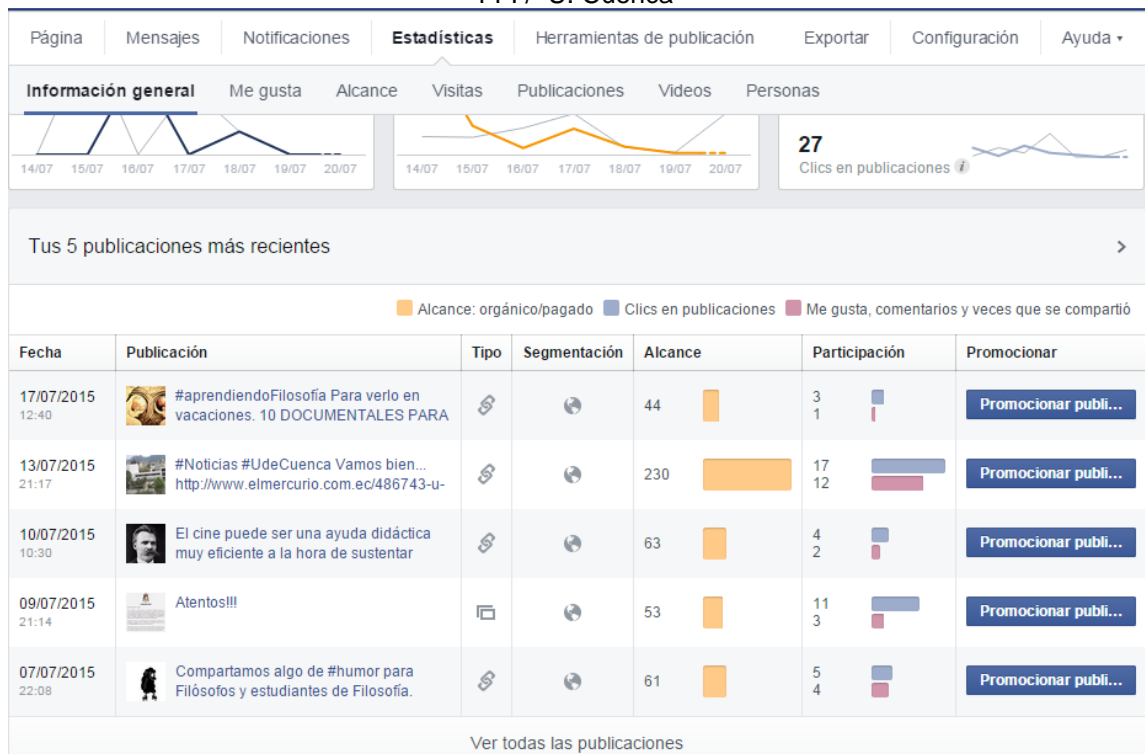 Página Mensajes Notificaciones Estadísticas Herramientas de publicación Exportar Configuración Ayuda
Información general Me gusta Alcance Visitas Publicaciones Videos Personas
14/07 15/07 16/07 17/07 18/07 19/07 20/07
14/07 15/07 16/07 17/07 18/07 19/07 20/07
27
Clics en publicaciones i
Tus 5 publicaciones más recientes
Alcance: orgánico/pagado Clics en publicaciones Me gusta, comentarios y veces que se compartió
Fecha Publicación Tipo Segmentación Alcance Participación Promocionar
17/07/2015
12:40
#aprendiendoFilosofía Para verlo en
vacaciones. 10 DOCUMENTALES PARA
44
3
1
Promocionar publi...
13/07/2015
21:17
#Noticias #UdeCuenca Vamos bien...
http://www.elmercurio.com.ec/486743-u-
230
17
12
Promocionar publi...
10/07/2015
10:30
El cine puede ser una ayuda didáctica
muy eficiente a la hora de sustentar
63
4
2
Promocionar publi...
09/07/2015
21:14
Atentos!!!
53
11
3
Promocionar publi...
07/07/2015
22:08
Compartamos algo de #humor para
Filósofos y estudiantes de Filosofía.
61
5
4
Promocionar publi...
Ver todas las publicaciones